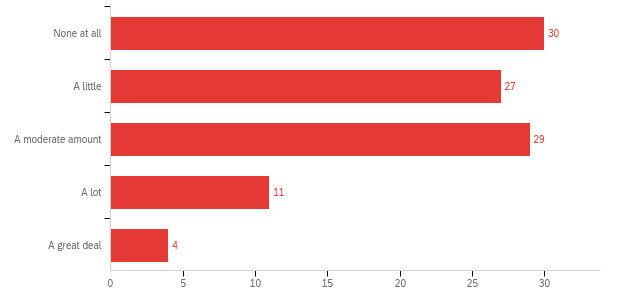 None at all 30
A little 27
A moderate amount 29
A lot 11
A great deal 4
0 5 10 15 20 25 30